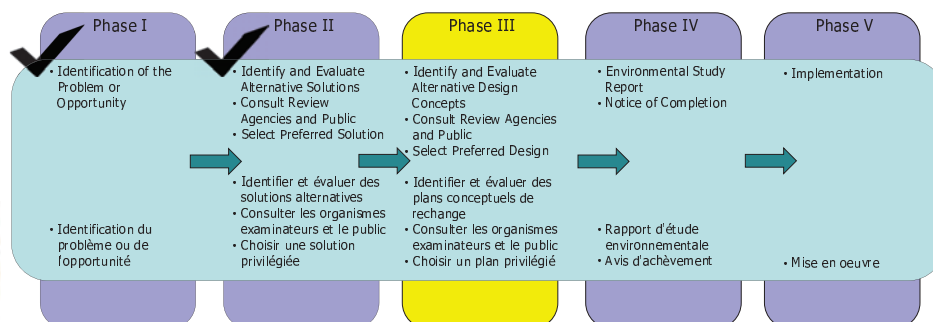 Phase I
• Identification of the
Problem or
Opportunity
• Identification du
problème ou de
l'opportunité
Phase II
• Identify and Evaluate
Alternative Solutions
• Consult Review
Agencies and Public
• Select Preferred Solution
• Identifier et évaluer des
solutions alternatives
• Consulter les organismes
examinateurs et le public
• Choisir une solution
privilégiée
Phase III
• Identify and Evaluate
Alternative Design
Concepts
• Consult Review Agencies
and Public
• Select Preferred Design
• Identifier et évaluer des
plans conceptuels de
rechange
• Consulter les organismes
examinateurs et le public
• Choisir un plan privilégié
Phase IV
• Environmental Study
Report
• Notice of Completion
• Rapport d'étude
environnementale
• Avis d'achèvement
Phase V
• Implementation
• Mise en oeuvre